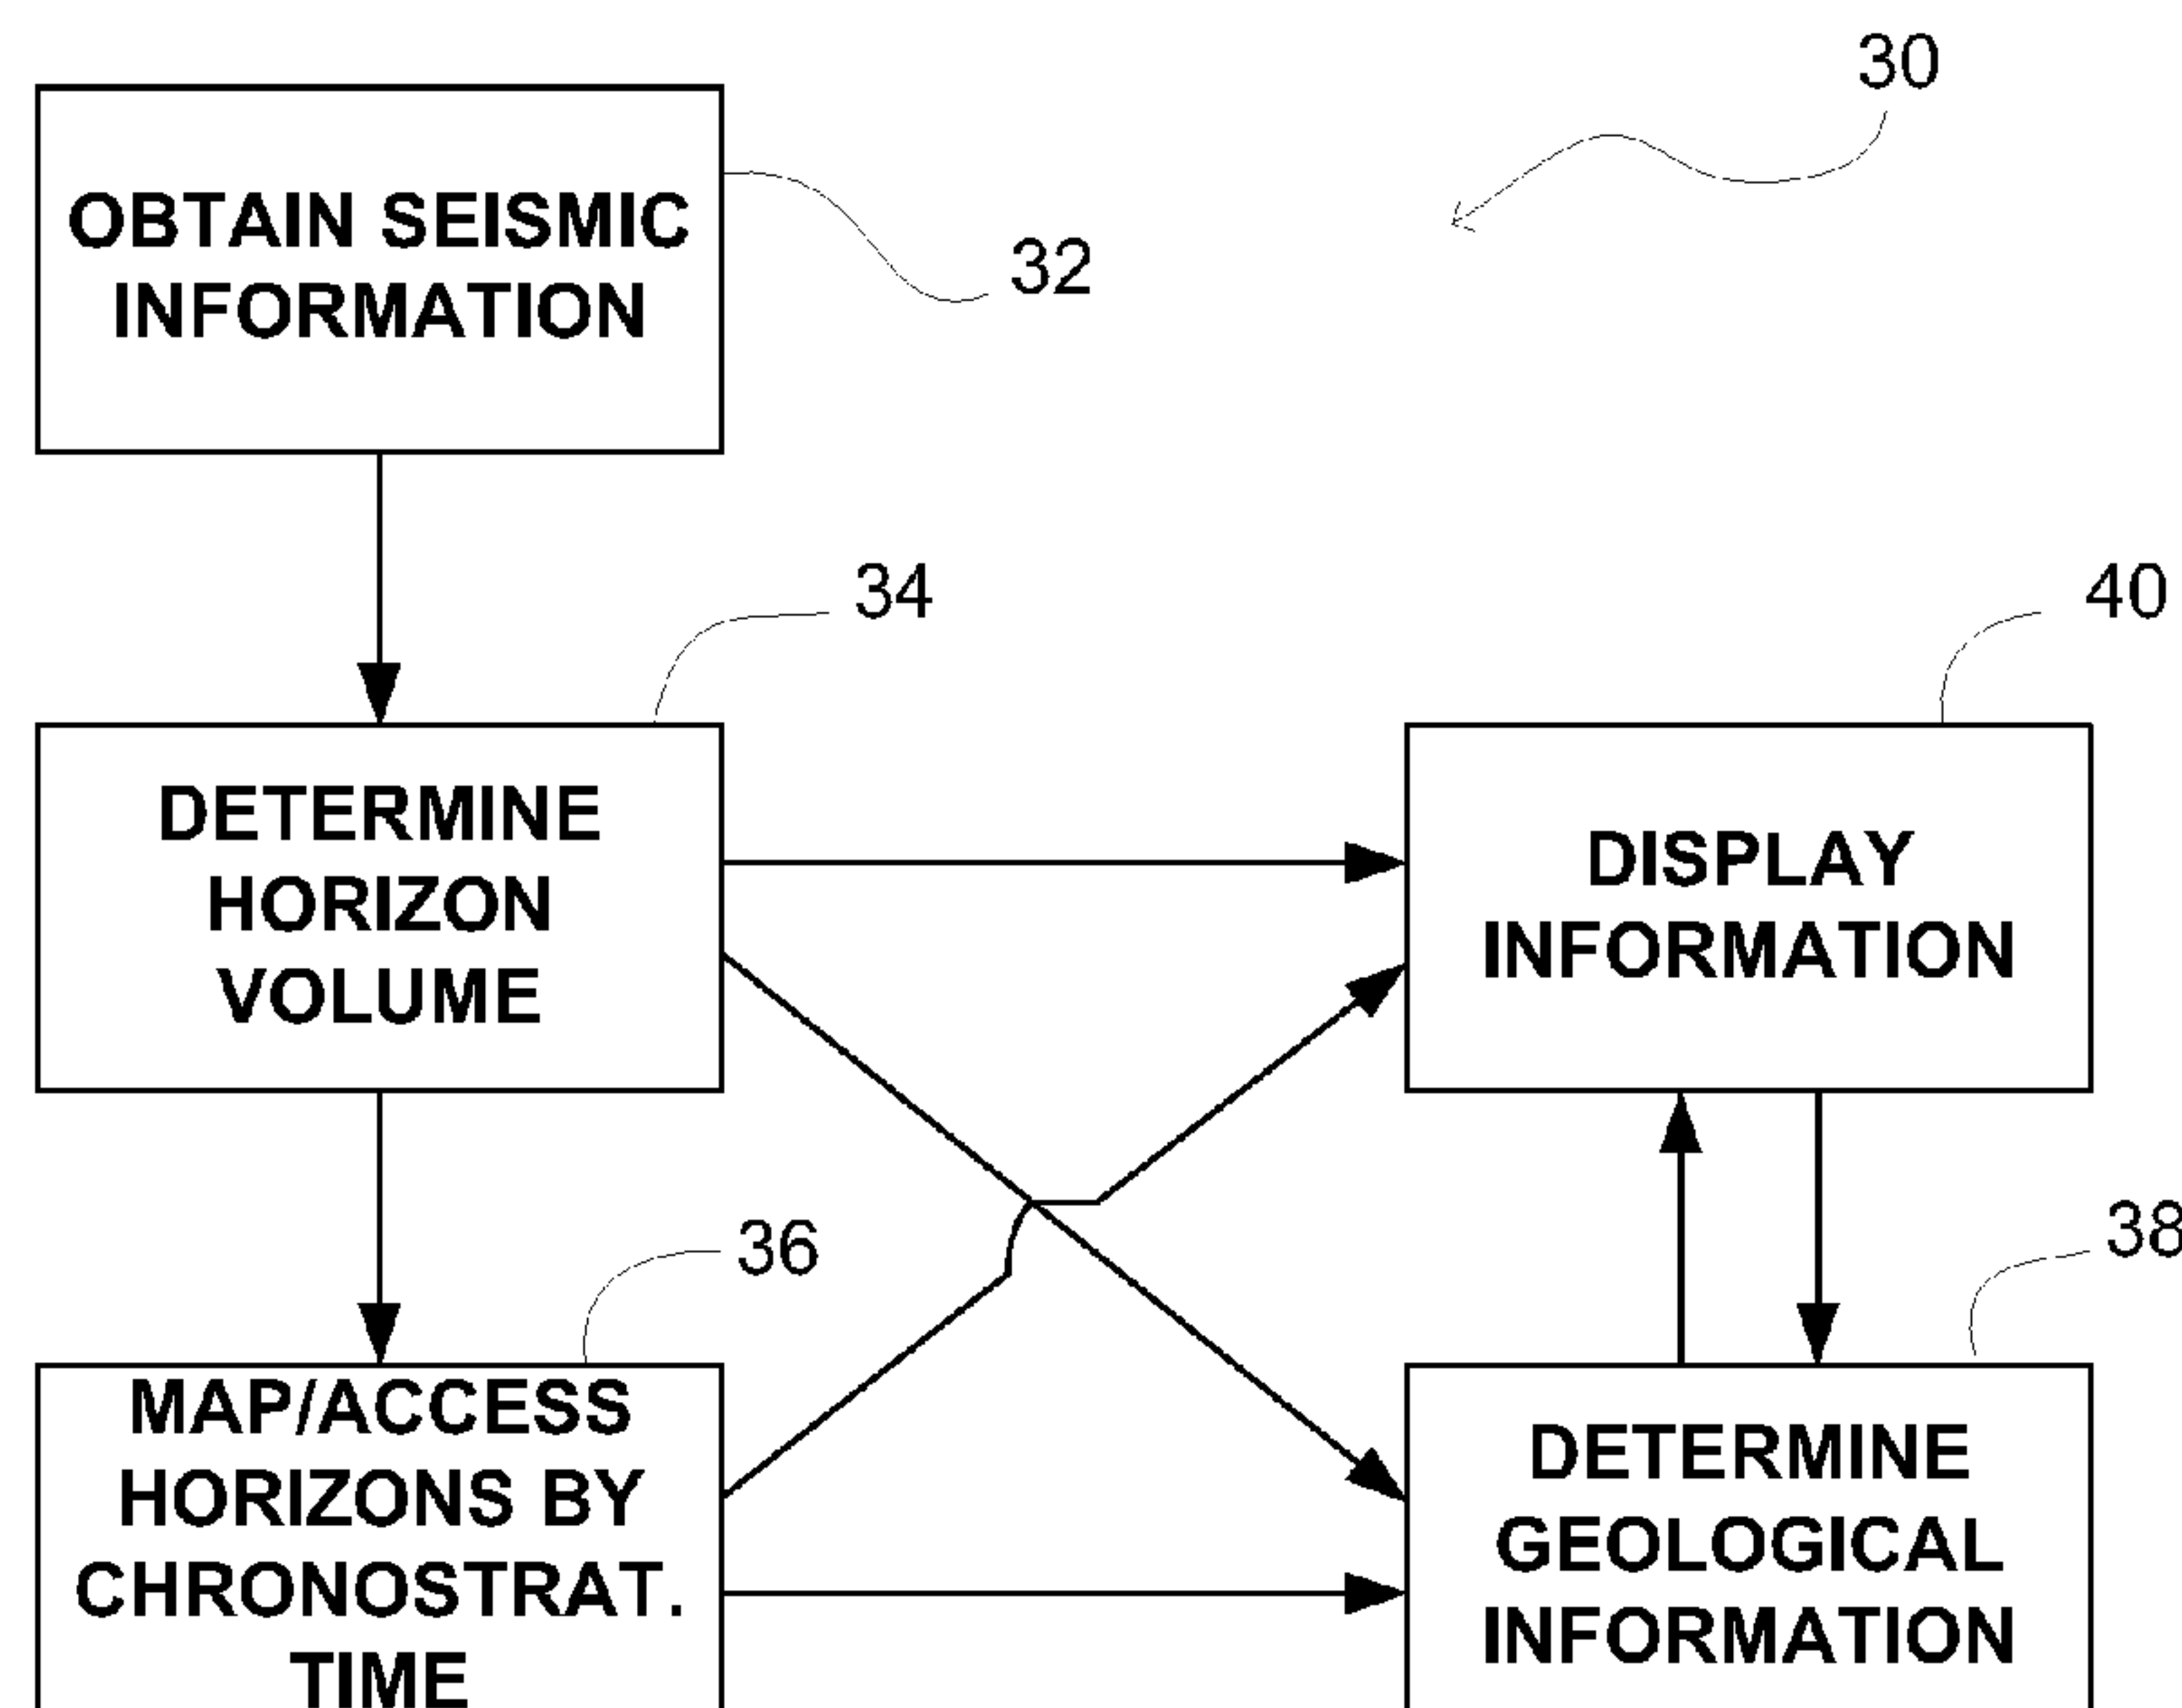 30
OBTAIN SEISMIC
INFORMATION
32
34
40
DETERMINE
HORIZON
VOLUME
DISPLAY
INFORMATION
36
38
MAP/ACCESS
HORIZONS BY
CHRONOSTRAT.
TIME
DETERMINE
GEOLOGICAL
INFORMATION